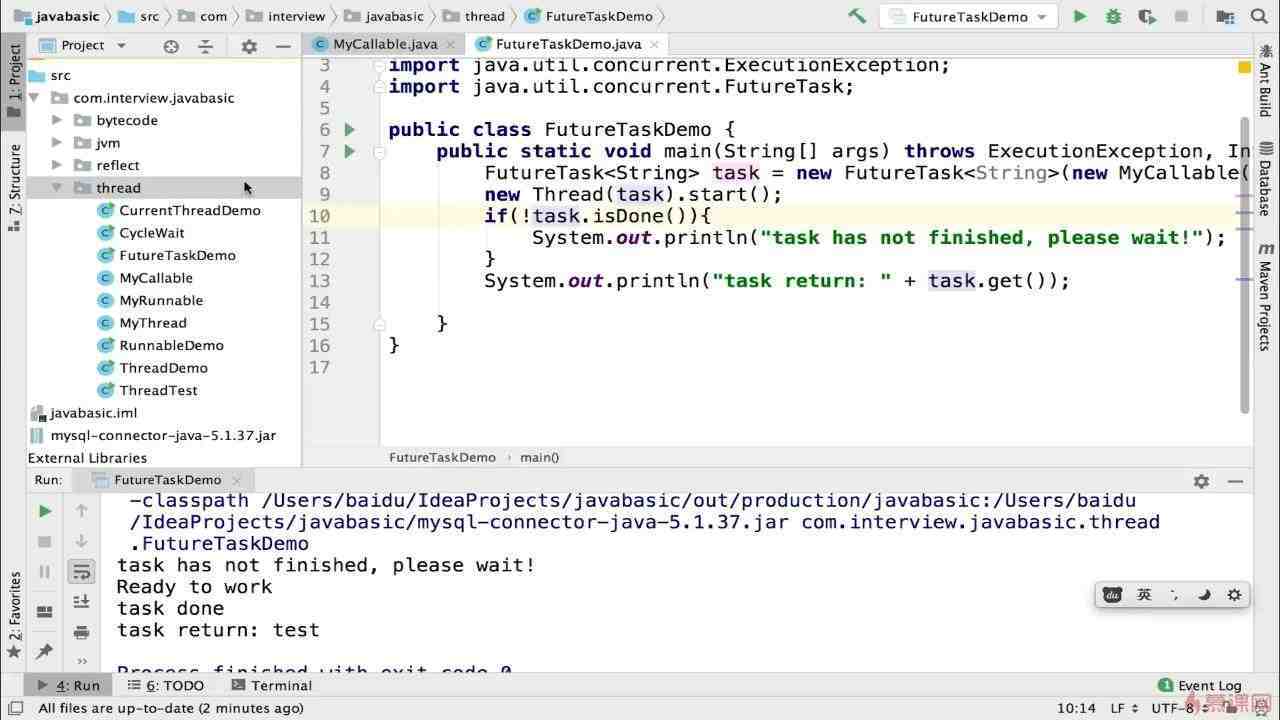 javabasic src com interview javabasic thread FutureTaskDemo FutureTaskDemo
Project MyCallable.java FutureTaskDemo.java
1: Project
Z: Structure
2: Favorites
src
com.interview.javabasic
bytecode
jvm
reflect
thread
CurrentThreadDemo
CycleWait
FutureTaskDemo
MyCallable
MyRunnable
MyThread
RunnableDemo
ThreadDemo
ThreadTest
javabasic.iml
mysql-connector-java-5.1.37.jar
External Libraries
3 import java.util.concurrent.ExecutionException;
4 import java.util.concurrent.FutureTask;
5
6 public class FutureTaskDemo {
7 public static void main(String[] args) throws ExecutionException, In
8 FutureTask<String> task = new FutureTask<String>(new MyCallable(
9 new Thread(task).start();
10 if(!task.isDone()){
11 System.out.println("task has not finished, please wait!");
12 }
13 System.out.println("task return: " + task.get());
14
15 }
16 }
17
FutureTaskDemo main()
Ant Build
Database
m Maven Projects
Run: FutureTaskDemo
-classpath /Users/baidu/IdeaProjects/javabasic/out/production/javabasic:/Users/baidu
/IdeaProjects/javabasic/mysql-connector-java-5.1.37.jar com.interview.javabasic.thread
.FutureTaskDemo
task has not finished, please wait!
Ready to work
task done
task return: test
Process finished with exit code 0
du 英
4: Run 6: TODO Terminal 1 Event Log
All files are up-to-date (2 minutes ago) 10:14 LF UTF-8
慕课网